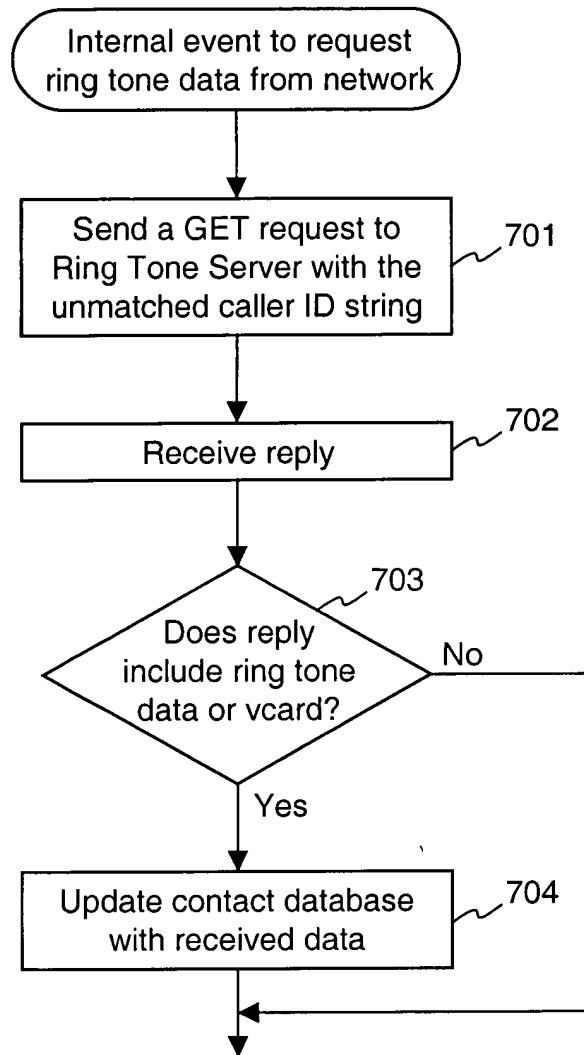 Internal event to request
ring tone data from network
Send a GET request to
Ring Tone Server with the
unmatched caller ID string
701
Receive reply
702
703
Does reply
include ring tone
data or vcard?
No
Yes
Update contact database
with received data
704